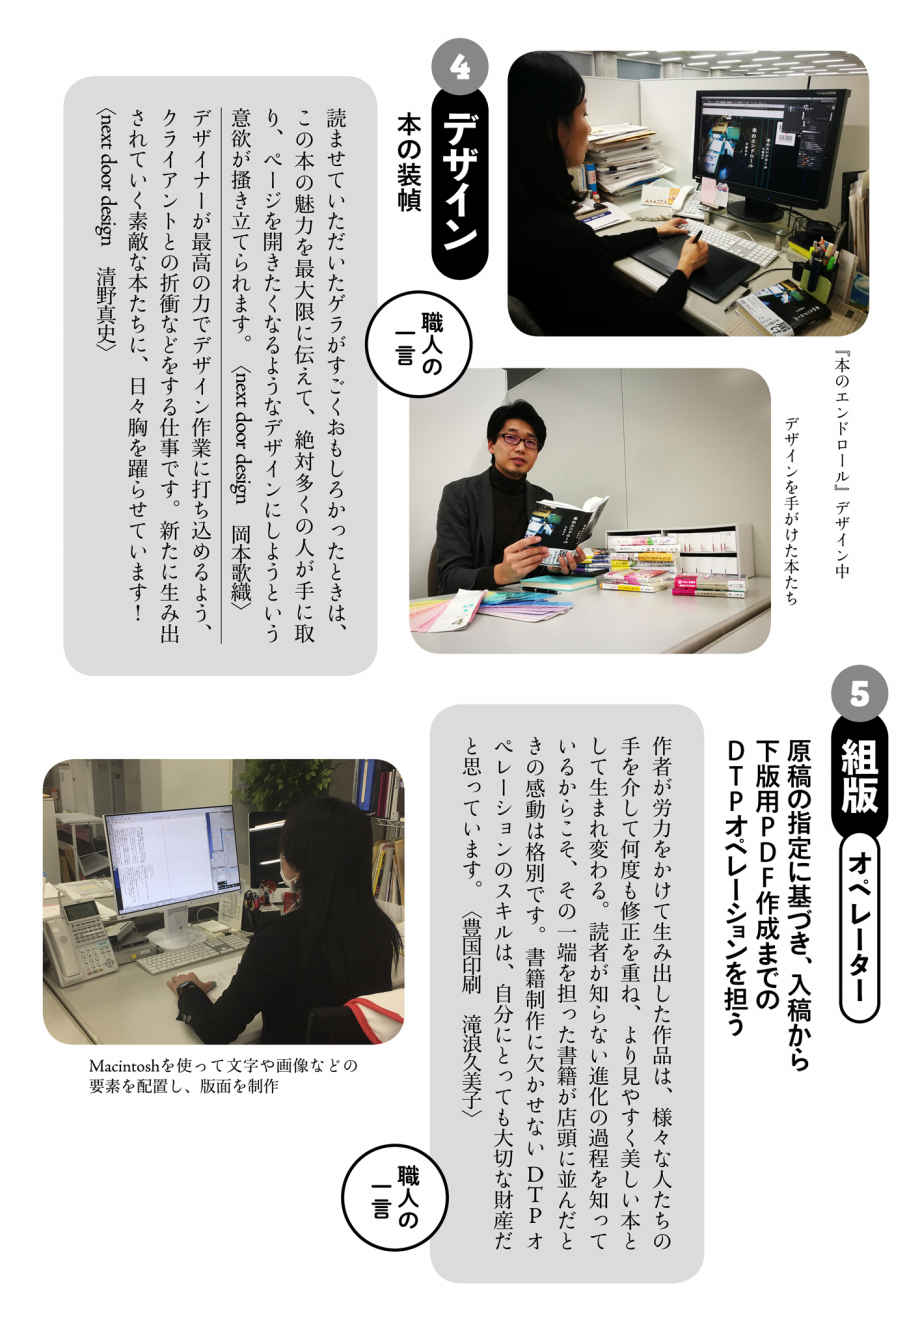 4
デザイン
本の装幀
職人の
一言
読ませていただいたゲラがすごくおもしろかったときは、
この本の魅力を最大限に伝えて、絶対多くの人が手に取
り、ページを開きたくなるようなデザインにしようという
意欲が掻き立てられます。〈next door design 岡本歌織〉
デザイナーが最高の力でデザイン作業に打ち込めるよう、
クライアントとの折衝などをする仕事です。新たに生み出
されていく素敵な本たちに、日々胸を躍らせています！
〈next door design 清野真史〉
『本のエンドロール』デザイン中
デザインを手がけた本たち
5
組版
オペレーター
原稿の指定に基づき、入稿から
下版用PDF作成までの
DTPオペレーションを担う
作者が労力をかけて生み出した作品は、様々な人たちの
手を介して何度も修正を重ね、より見やすく美しい本と
して生まれ変わる。読者が知らない進化の過程を知って
いるからこそ、その一端を担った書籍が店頭に並んだと
きの感動は格別です。書籍制作に欠かせないDTPオ
ペレーションのスキルは、自分にとっても大切な財産だ
と思っています。〈豊国印刷 滝浪久美子〉
職人の
一言
Macintoshを使って文字や画像などの
要素を配置し、版面を制作